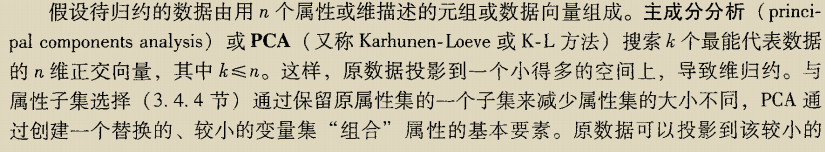 假设待归约的数据由用 n 个属性或维描述的元组或数据向量组成。主成分分析（princi-
pal components analysis）或PCA（又称 Karhunen-Loeve 或 K-L 方法）搜索 k 个最能代表数据
的 n 维正交向量，其中 k≤n。这样，原数据投影到一个小得多的空间上，导致维归约。与
属性子集选择（3.4.4 节）通过保留原属性集的一个子集来减少属性集的大小不同，PCA 通
过创建一个替换的、较小的变量集“组合”属性的基本要素。原数据可以投影到该较小的